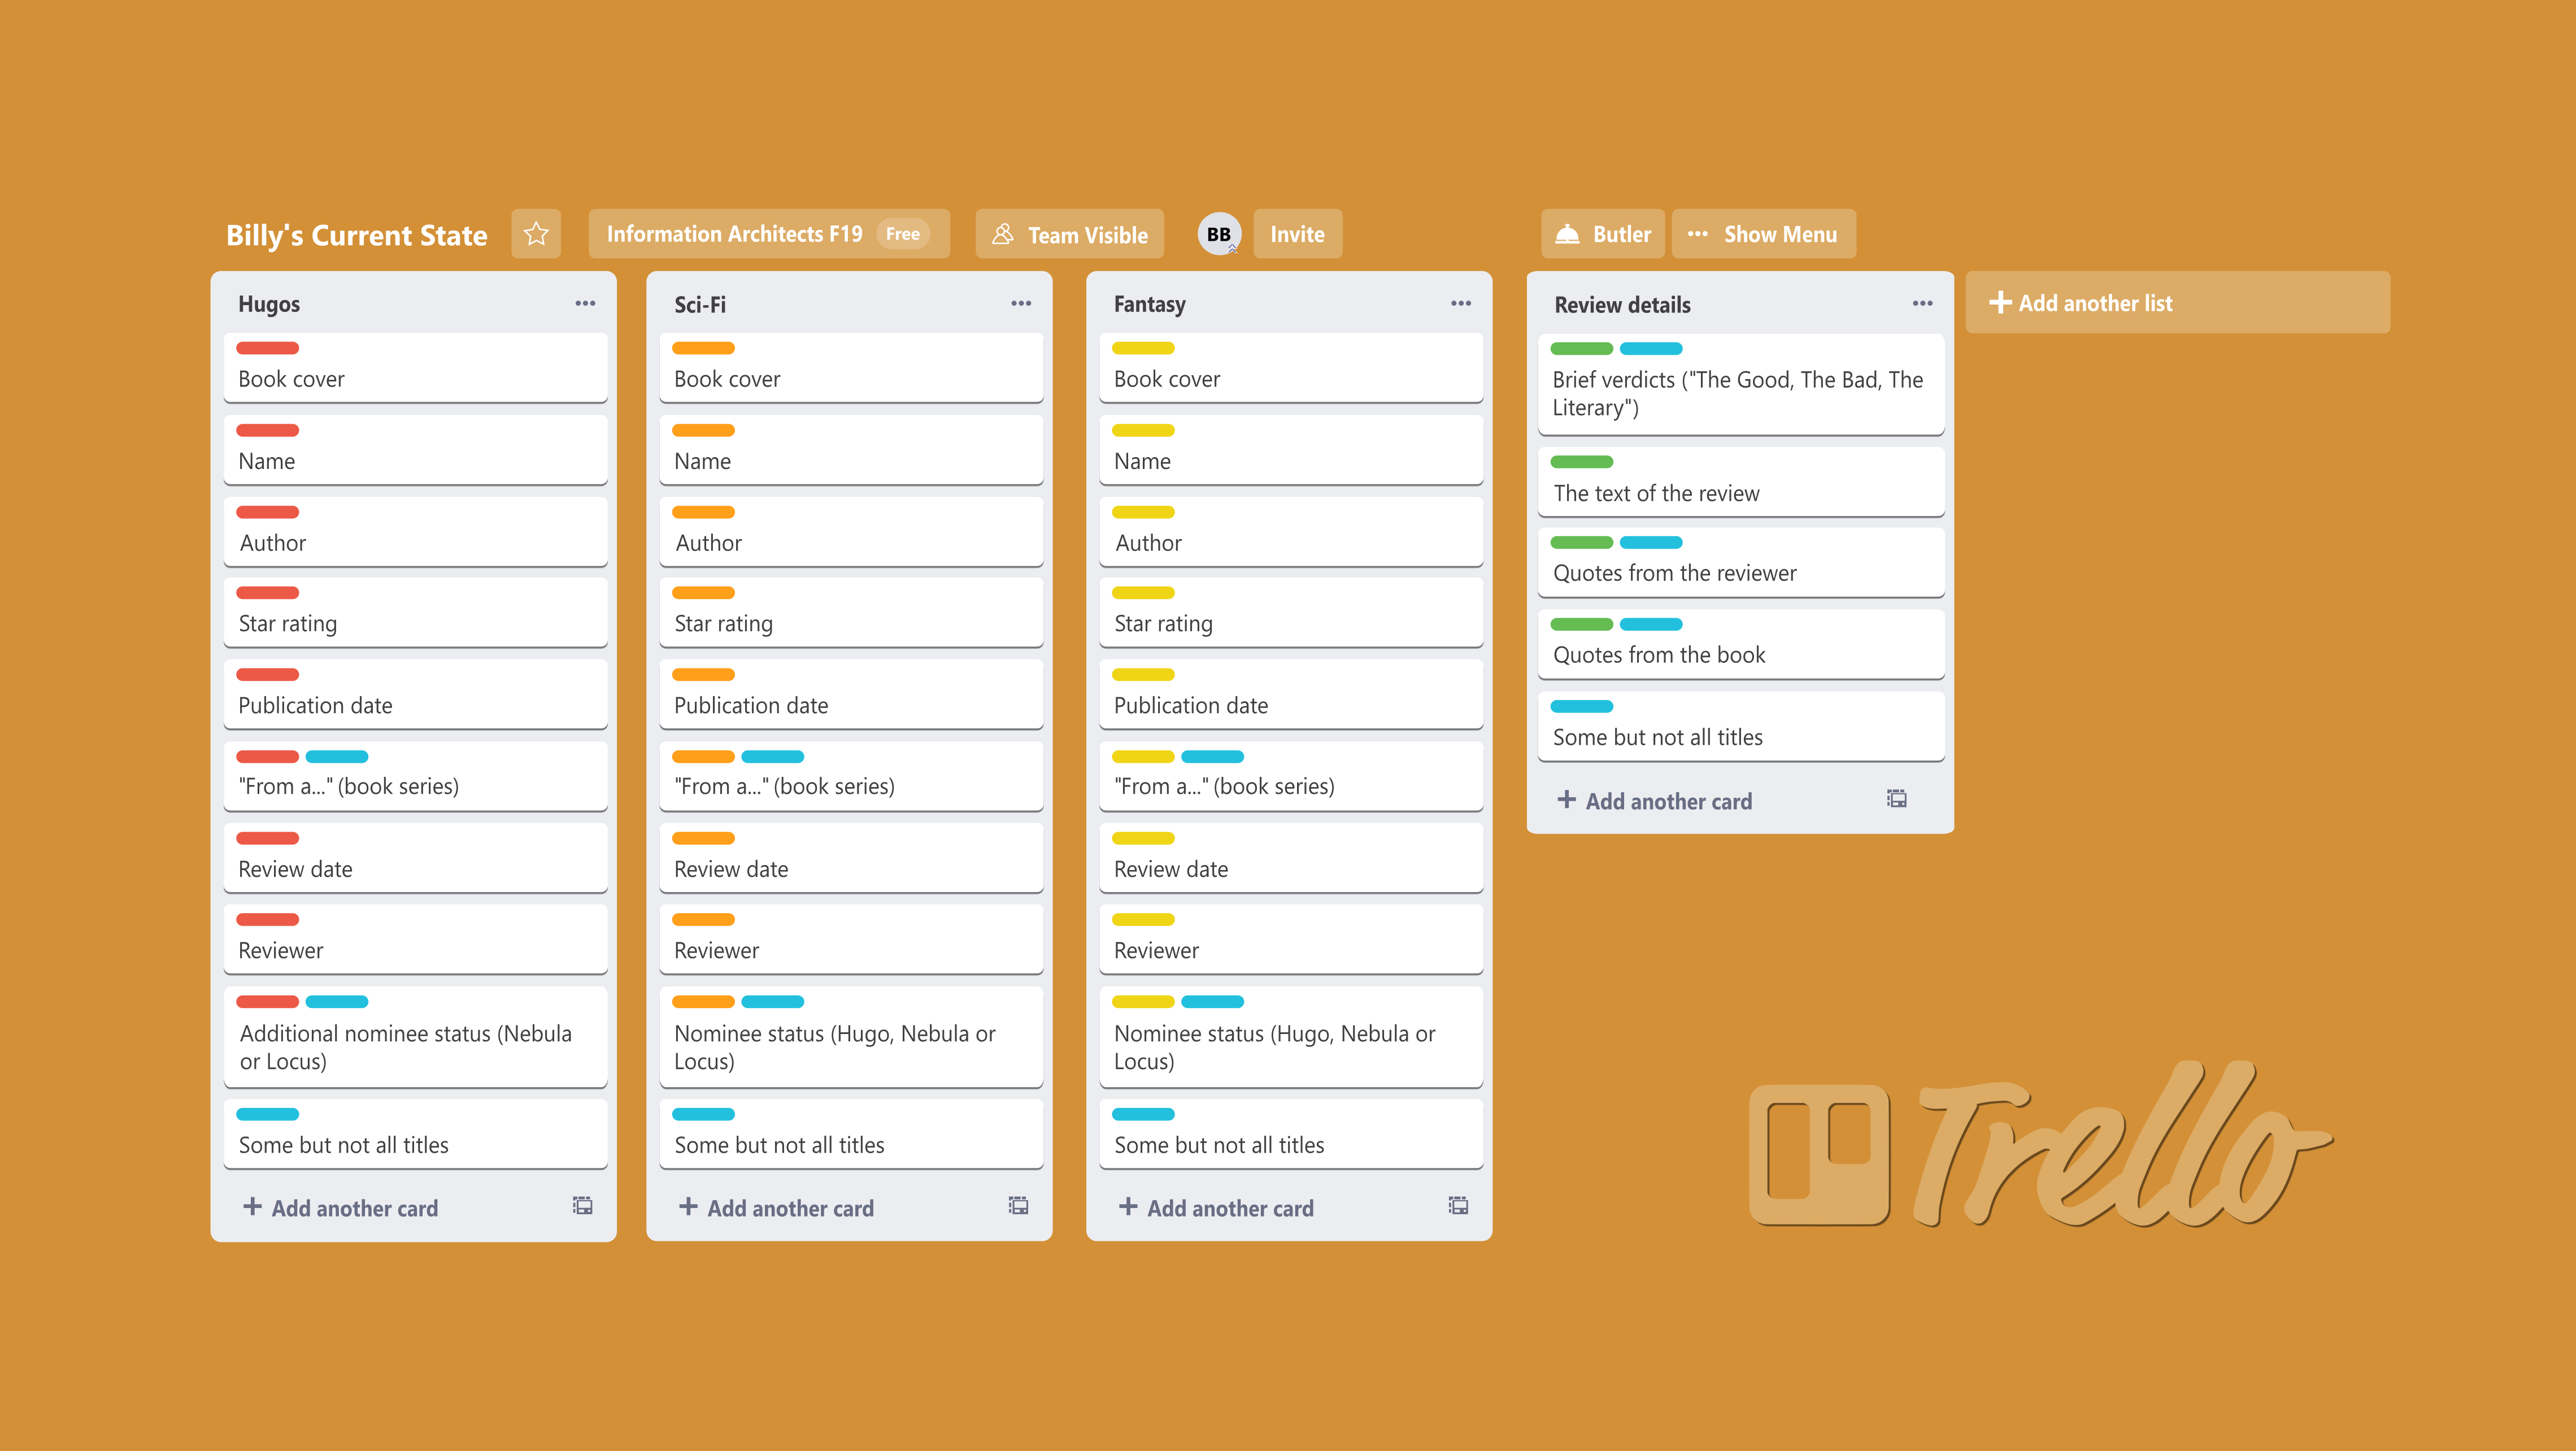 Billy's Current State
Information Architects F19 Free
Team Visible
BB
Invite
Butler
Show Menu
Hugos
Book cover
Name
Author
Star rating
Publication date
"From a..." (book series)
Review date
Reviewer
Additional nominee status (Nebula
or Locus)
Some but not all titles
Add another card
Sci-Fi
Book cover
Name
Author
Star rating
Publication date
"From a..." (book series)
Review date
Reviewer
Nominee status (Hugo, Nebula or
Locus)
Some but not all titles
Add another card
Fantasy
Book cover
Name
Author
Star rating
Publication date
"From a..." (book series)
Review date
Reviewer
Nominee status (Hugo, Nebula or
Locus)
Some but not all titles
Add another card
Review details
Brief verdicts ("The Good, The Bad, The
Literary")
The text of the review
Quotes from the reviewer
Quotes from the book
Some but not all titles
Add another card
Add another list
Trello